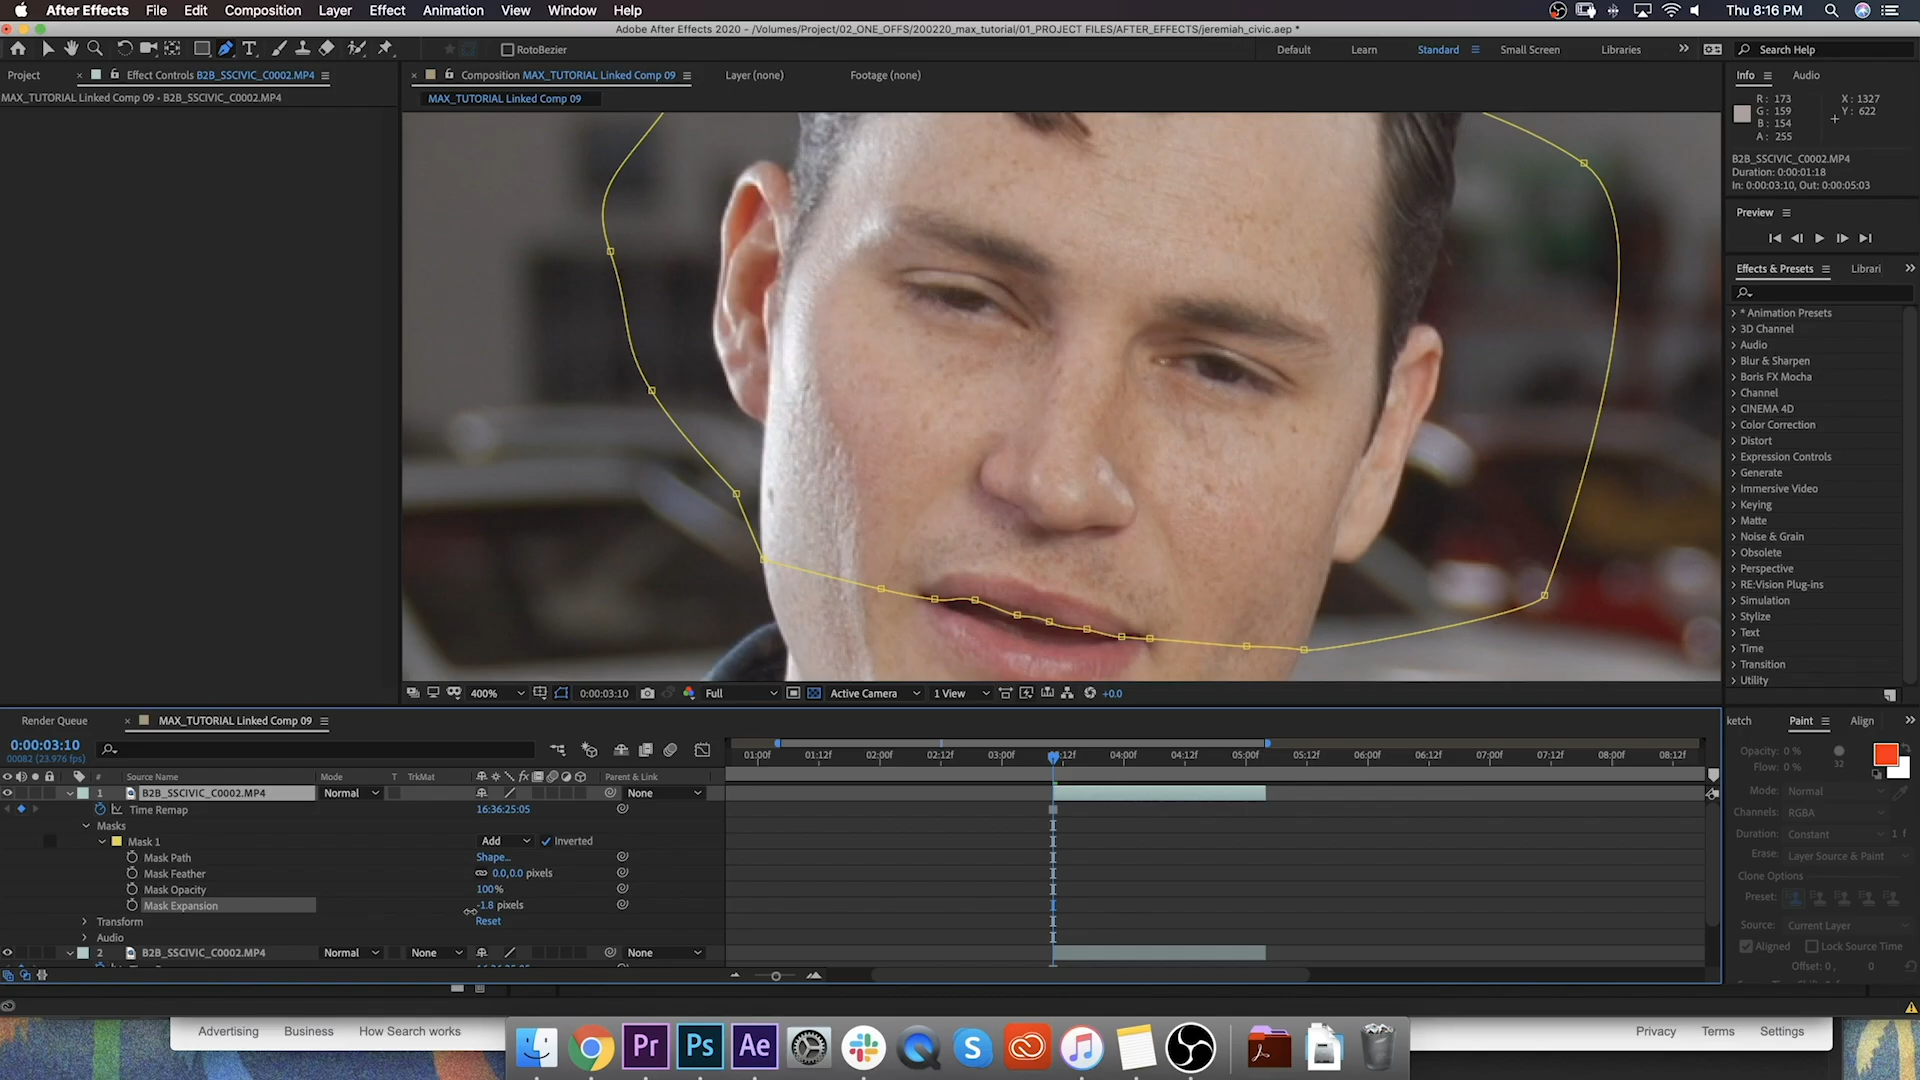 After Effects File Edit Composition Layer Effect Animation View Window Help Thu 8:16 PM
Adobe After Effects 2020 - /Volumes/Project/02_ONE_OFFS/200220_max_tutorial/01_PROJECT FILES/AFTER_EFFECTS/jeremiah_civic.aep *
RotoBezier Default Learn Standard Small Screen Libraries Search Help
Project Effect Controls B2B_SSCIVIC_C0002.MP4 Composition MAX_TUTORIAL Linked Comp 09 Layer (none) Footage (none) Info Audio
MAX_TUTORIAL Linked Comp 09 • B2B_SSCIVIC_C0002.MP4 MAX_TUTORIAL Linked Comp 09
R: 173 X: 1327
G: 159 Y: 622
B: 154
A: 255
B2B_SSCIVIC_C0002.MP4
Duration: 0:00:01:18
In: 0:00:03:10, Out: 0:00:05:03
Preview
Effects & Presets Librari
* Animation Presets
3D Channel
Audio
Blur & Sharpen
Boris FX Mocha
Channel
CINEMA 4D
Color Correction
Distort
Expression Controls
Generate
Immersive Video
Keying
Matte
Noise & Grain
Obsolete
Perspective
RE:Vision Plug-ins
Simulation
Stylize
Text
Time
Transition
Utility
400% 0:00:03:10 Full Active Camera 1 View +0.0
Render Queue MAX_TUTORIAL Linked Comp 09
0:00:03:10
00082 (23.976 fps)
01:00f 01:12f 02:00f 02:12f 03:00f 12f 04:00f 04:12f 05:00f 05:12f 06:00f 06:12f 07:00f 07:12f 08:00f 08:12f
# Source Name Mode T TrkMat fx Parent & Link
1 B2B_SSCIVIC_C0002.MP4 Normal None
Time Remap 16:36:25:05
Masks
Mask 1 Add Inverted
Mask Path Shape...
Mask Feather 0.0,0.0 pixels
Mask Opacity 100%
Mask Expansion -1.8 pixels
Transform Reset
Audio
2 B2B_SSCIVIC_C0002.MP4 Normal None None
ketch Paint Align
Opacity: 0 %
Flow: 0 % 32
Mode: Normal
Channels: RGBA
Duration: Constant 1 f
Erase: Layer Source & Paint
Clone Options
Preset:
Source: Current Layer
Aligned Lock Source Time
Offset: 0, 0
Advertising Business How Search works Privacy Terms Settings
Pr Ps Ae S